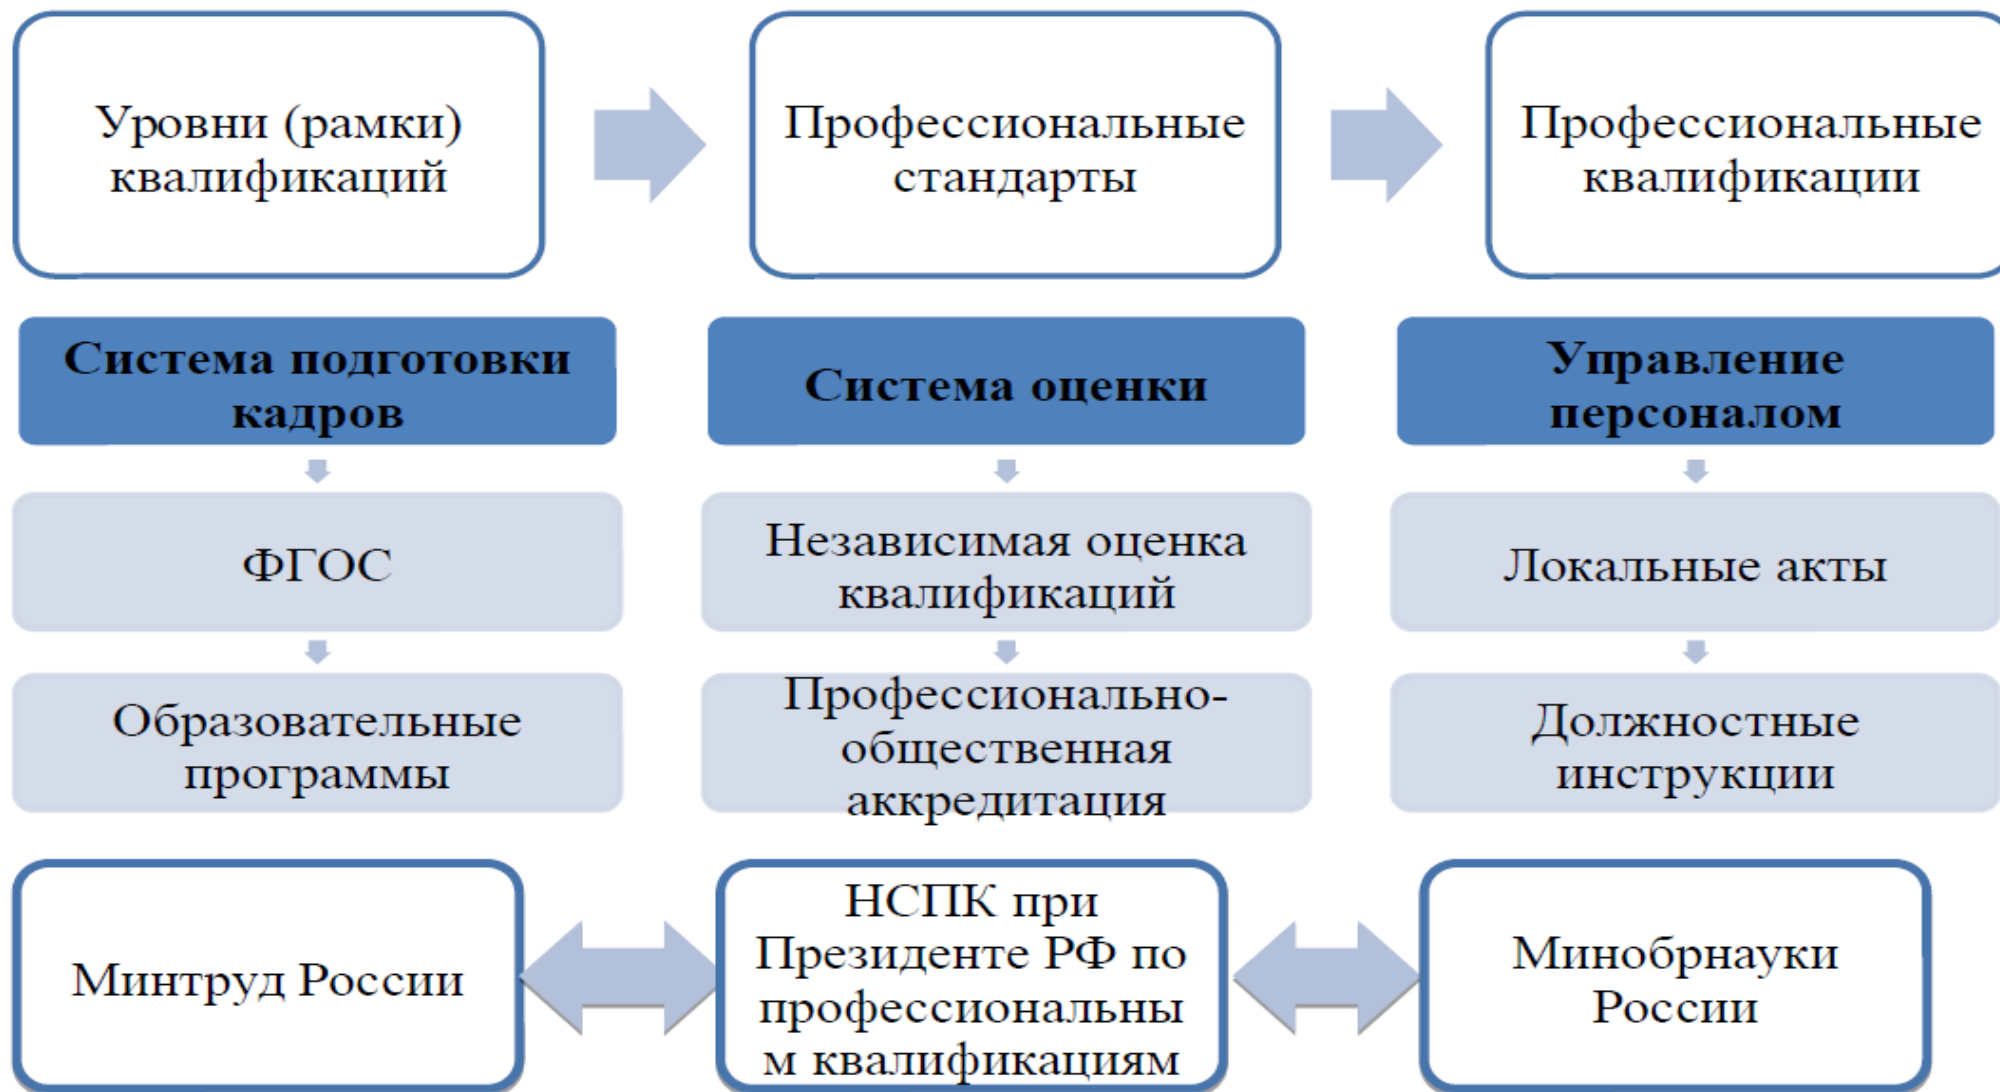 Уровни (рамки)
квалификаций
Профессиональные
стандарты
Профессиональные
квалификации
Система подготовки
кадров
Система оценки
Управление
персоналом
ФГОС
Независимая оценка
квалификаций
Локальные акты
Образовательные
программы
Профессионально-
общественная
аккредитация
Должностные
инструкции
Минтруд России
НСПК при
Президенте РФ по
профессиональны
м квалификациям
Минобрнауки
России